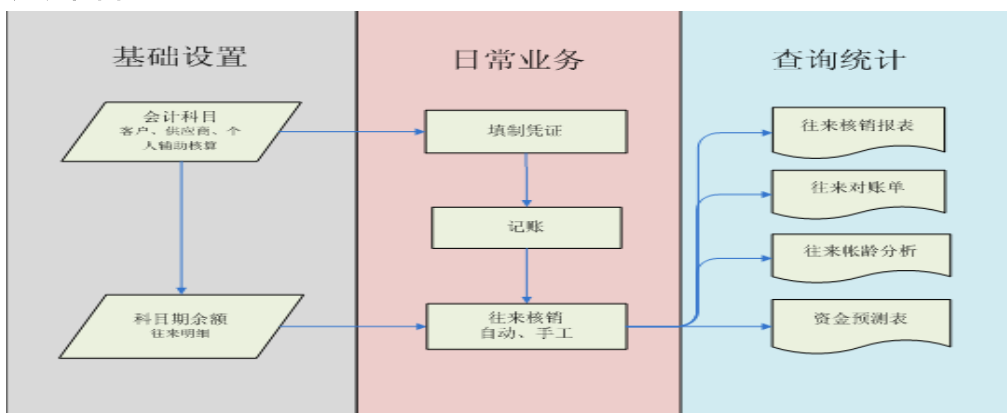 基础设置
会计科目
客户、供应商、个
人辅助核算
科目期余额
往来明细
日常业务
填制凭证
记账
往来核销
自动、手工
查询统计
往来核销报表
往来对账单
往来帐龄分析
资金预测表